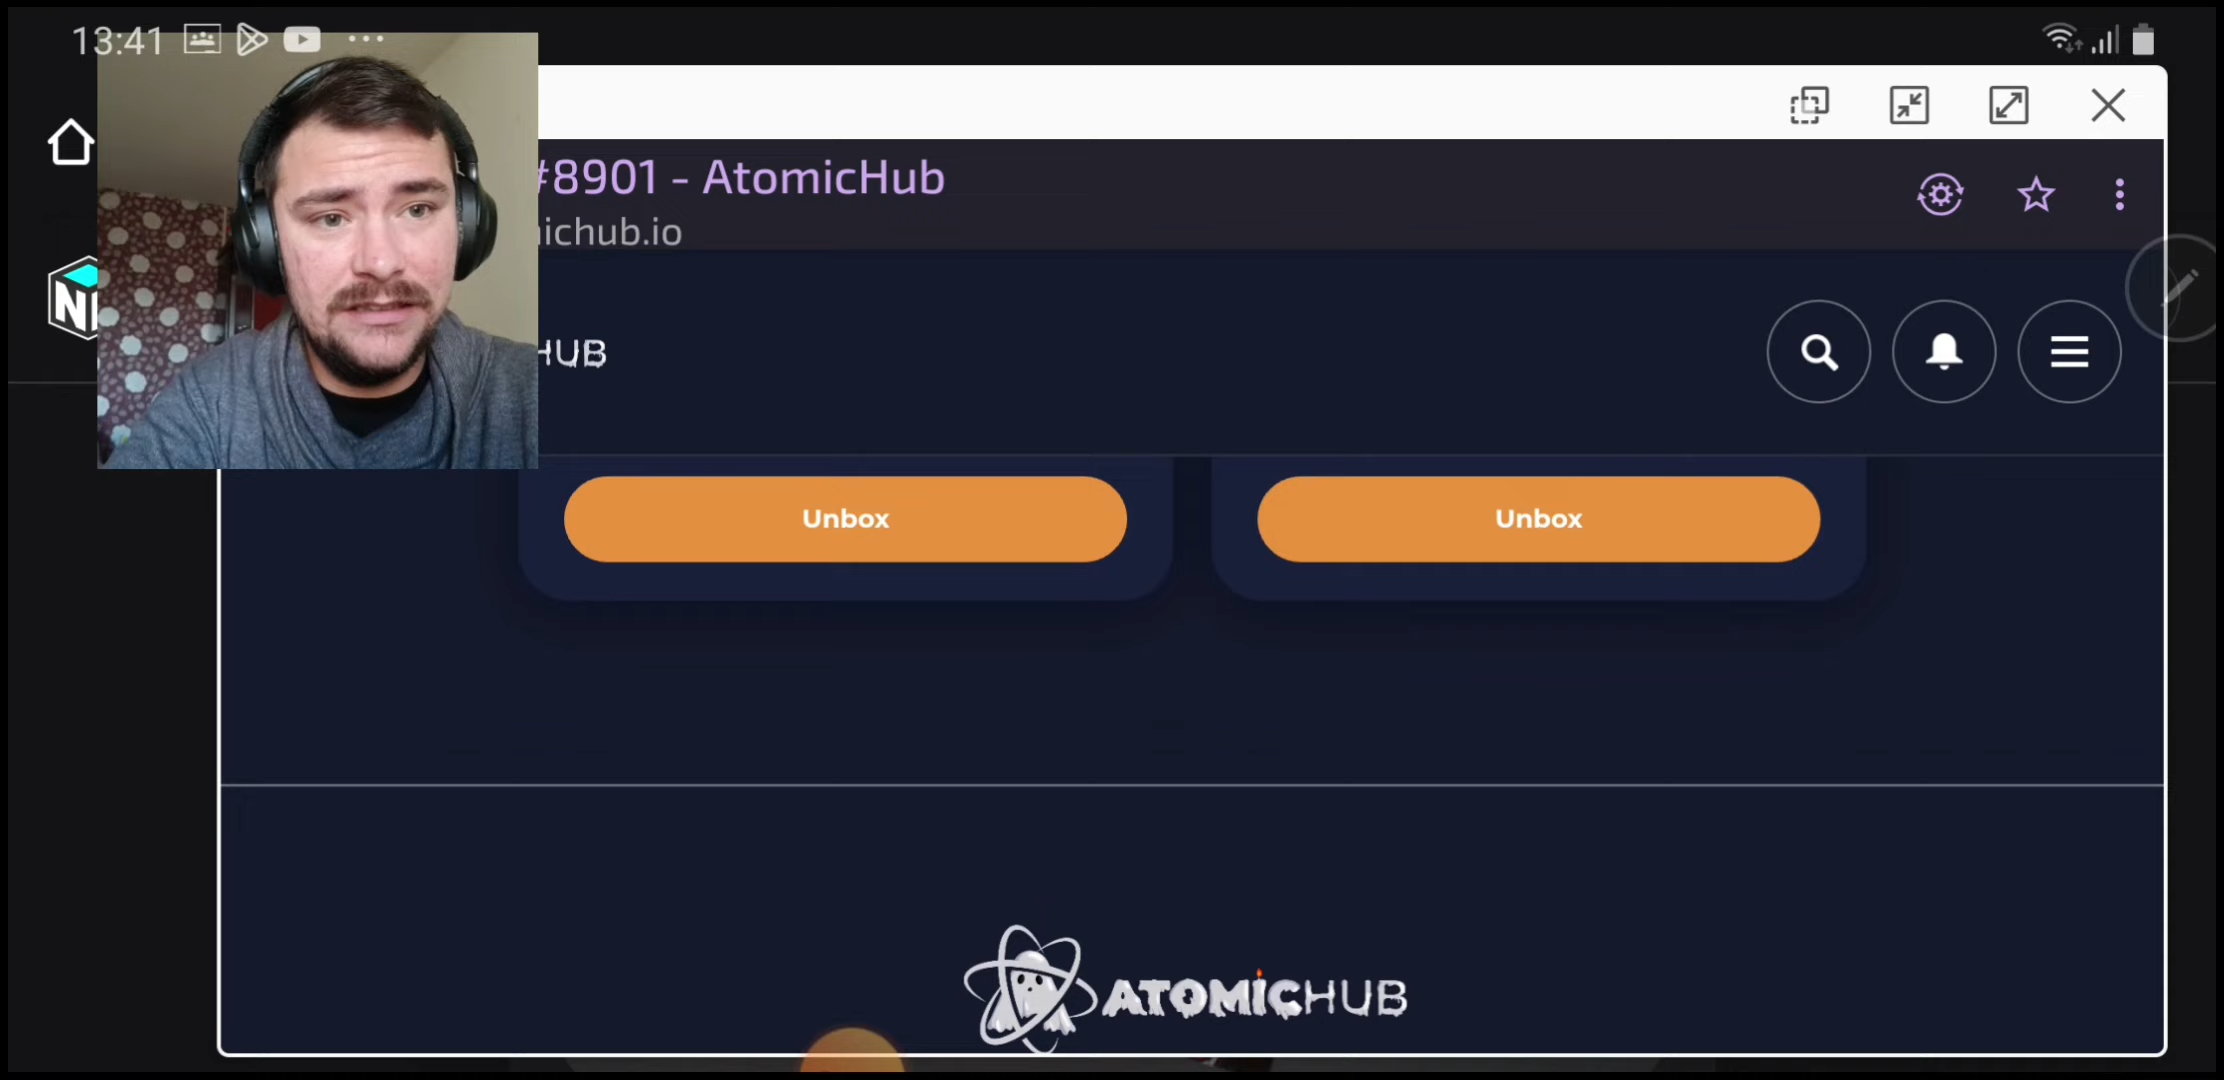 13:41
#8901 - AtomicHub
ichub.io
N
HUB
Unbox
Unbox
ATOMICHUB